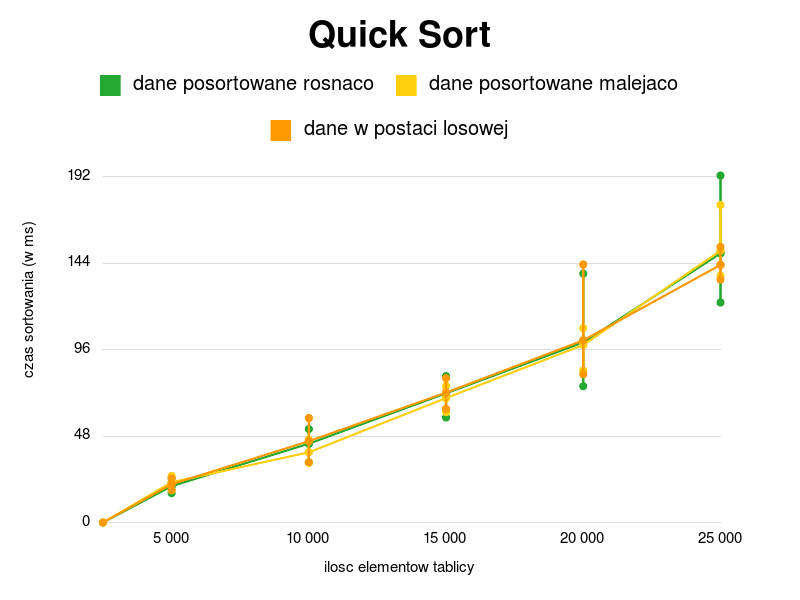 Quick Sort
dane posortowane rosnaco
dane posortowane malejaco
dane w postaci losowej
192
144
96
48
0
czas sortowania (w ms)
5 000
10 000
15 000
20 000
25 000
ilosc elementow tablicy